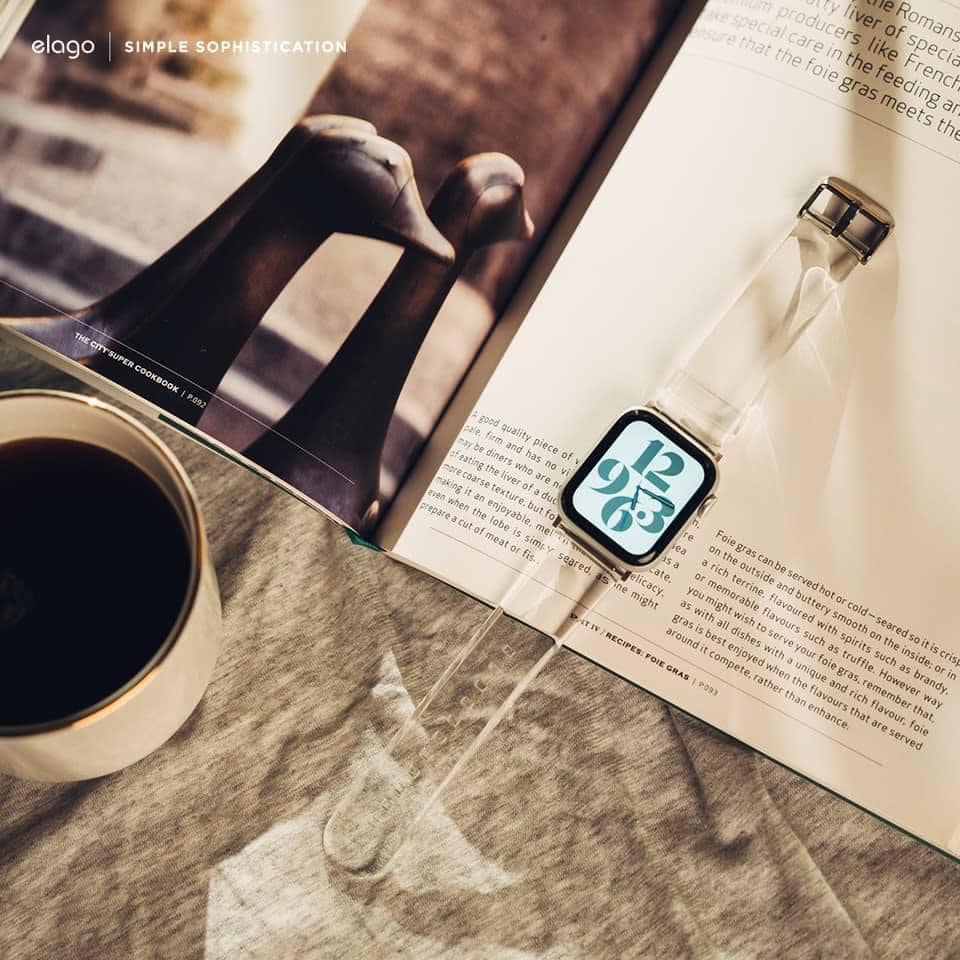 elago | SIMPLE SOPHISTICATION
the Romans
fatty liver of special
producers, like French
take special care in the feeding an
ensure that the foie gras meets the
THE CITY'SUPER COOKBOOK | P.092
12
9 3
6
A good quality piece of
pale, firm and has no
may be diners who are
of eating the liver of a
more coarse texture, but
making it an enjoyable,
even when the lobe is simply seared, as
prepare a cut of meat or
delicacy.
one might
Foie gras can be served hot or cold—seared so it is crisp
on the outside and buttery smooth on the inside; or in
a rich terrine, flavoured with spirits such as brandy,
or memorable flavours such as truffle. However way
you might wish to serve your foie gras, remember that,
as with all dishes with a unique and rich flavour, foie
gras is best enjoyed when the flavours that are served
around it compete, rather than enhance.
IV / RECIPES: FOIE GRAS | P.093